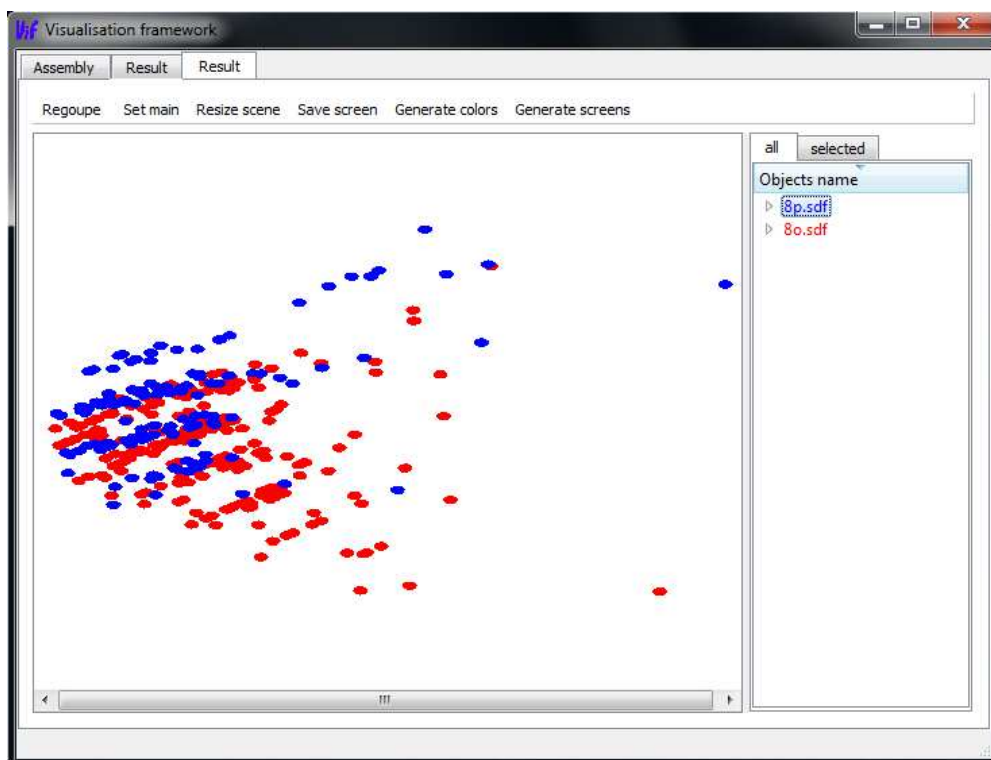 Vif Visualisation framework
Assembly Result Result
Regoupe Set main Resize scene Save screen Generate colors Generate screens
all selected
Objects name
8p.sdf
8o.sdf